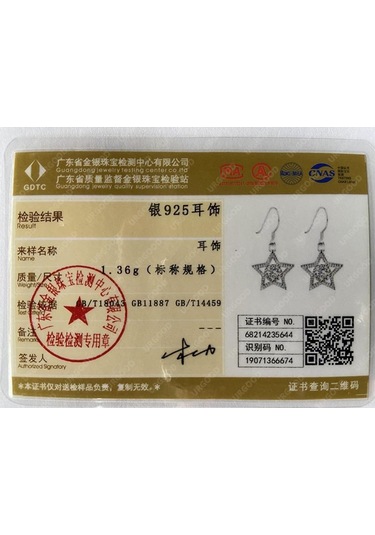 广东省金银珠宝检测中心有限公司
Guangdong jewelry testing center co.,ltd
广东省质量监督金银珠宝检验站
Guangdong jewelry quality supervision station
GDTC
CNAS
检验结果
Result
银925耳饰
来样名称
Name
耳饰
质量/尺寸
1.36g(标称规格)
检验依据
GB/T18043 GB11887 GB/T14459
备注
---
签发人
Authorized Signatory
检验检测专用章
证书编号 NO.
68214235644
识别码 NO.
19071366674
*本证书仅对送检样品负责,复制无效。
证书查询二维码